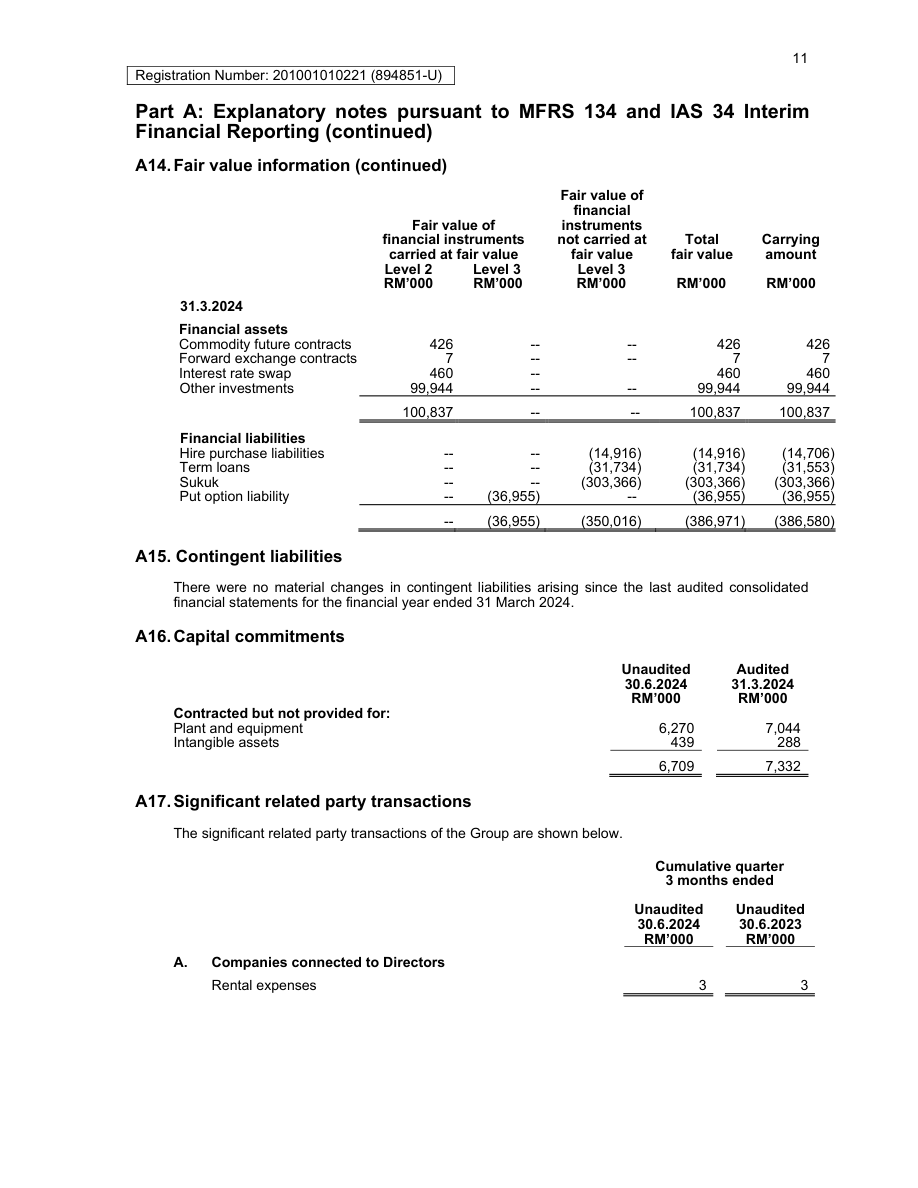 11
Registration Number: 201001010221 (894851-U)
Part A: Explanatory notes pursuant to MFRS 134 and IAS 34 Interim
Financial Reporting (continued)
A14. Fair value information (continued)
Fair value of
financial
Fair value of instruments
financial instruments not carried at Total Carrying
carried at fair value fair value fair value amount
Level 2 Level 3 Level 3
RM’000 RM’000 RM’000 RM’000 RM’000
31.3.2024
Financial assets
Commodity future contracts 426 -- -- 426 426
Forward exchange contracts 7 -- -- 7 7
Interest rate swap 460 -- 460 460
Other investments 99,944 -- -- 99,944 99,944
100,837 -- -- 100,837 100,837
Financial liabilities
Hire purchase liabilities -- -- (14,916) (14,916) (14,706)
Term loans -- -- (31,734) (31,734) (31,553)
Sukuk -- -- (303,366) (303,366) (303,366)
Put option liability -- (36,955) -- (36,955) (36,955)
-- (36,955) (350,016) (386,971) (386,580)
A15. Contingent liabilities
There were no material changes in contingent liabilities arising since the last audited consolidated
financial statements for the financial year ended 31 March 2024.
A16. Capital commitments
Unaudited Audited
30.6.2024 31.3.2024
RM’000 RM’000
Contracted but not provided for:
Plant and equipment 6,270 7,044
Intangible assets 439 288
6,709 7,332
A17. Significant related party transactions
The significant related party transactions of the Group are shown below.
Cumulative quarter
3 months ended
Unaudited Unaudited
30.6.2024 30.6.2023
RM’000 RM’000
A. Companies connected to Directors
Rental expenses 3 3